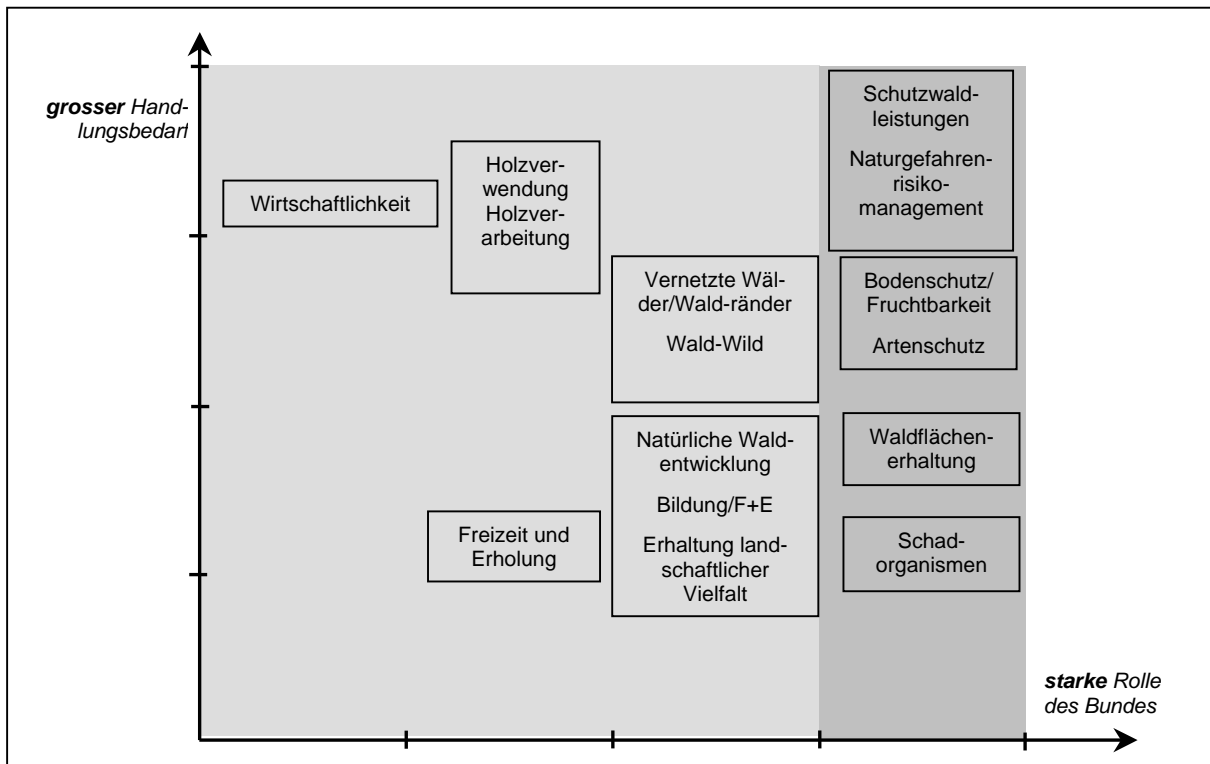 grosser Hand-
lungsbedarf
Schutzwald-
leistungen
Naturgefahren-
risiko-
management
Holzver-
wendung
Holzver-
arbeitung
Wirtschaftlichkeit
Vernetzte Wäl-
der/Wald-ränder
Wald-Wild
Bodenschutz/
Fruchtbarkeit
Artenschutz
Natürliche Wald-
entwicklung
Bildung/F+E
Erhaltung land-
schaftlicher
Vielfalt
Waldflächen-
erhaltung
Freizeit und
Erholung
Schad-
organismen
starke Rolle
des Bundes